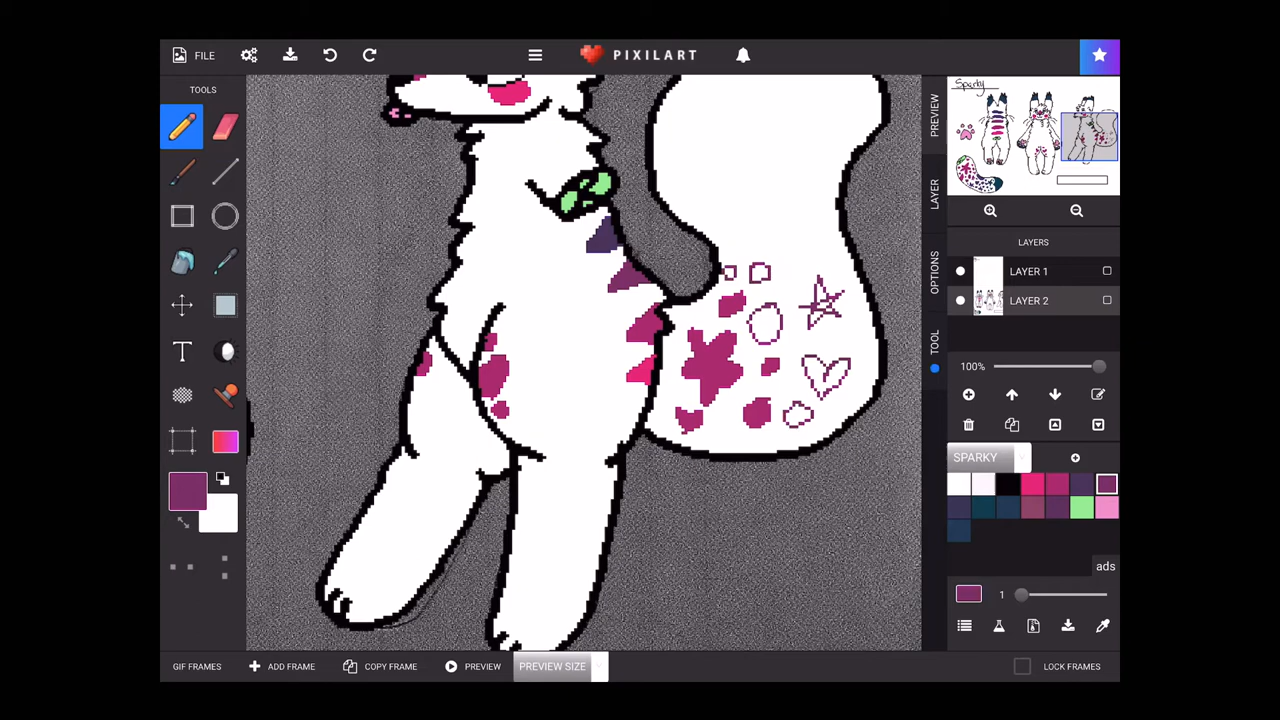 FILE
PIXILART
TOOLS
T
PREVIEW
LAYER
OPTIONS
TOOL
Sparky
LAYERS
LAYER 1
LAYER 2
100%
SPARKY
ads
1
GIF FRAMES
ADD FRAME
COPY FRAME
PREVIEW
PREVIEW SIZE
LOCK FRAMES